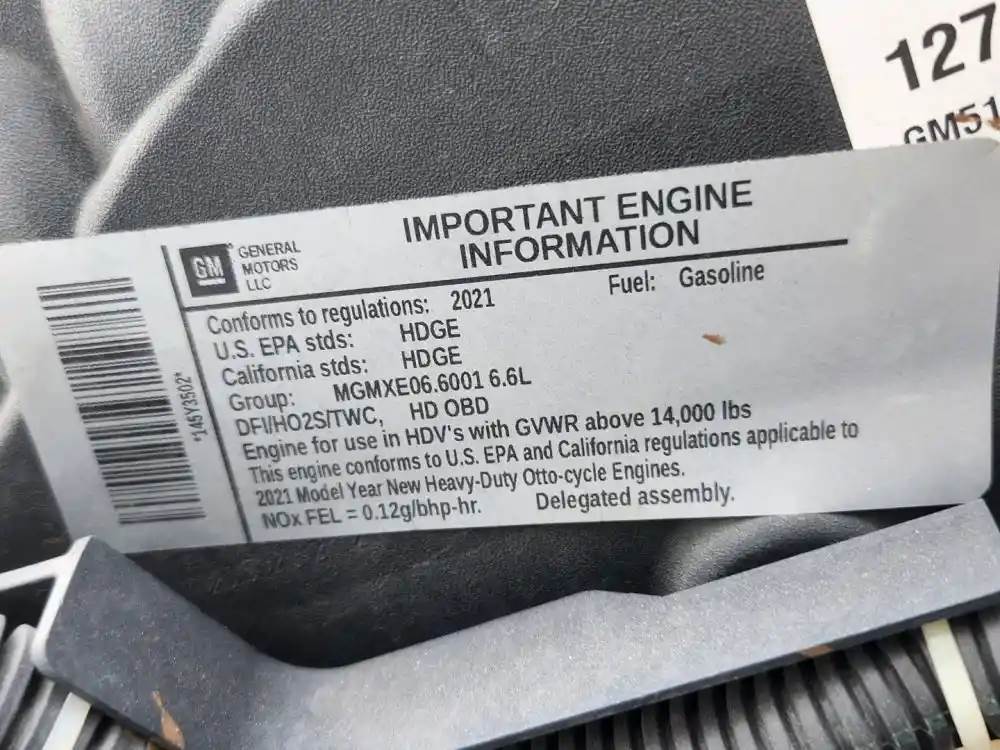 127
GM51
GM GENERAL
MOTORS
LLC
IMPORTANT ENGINE
INFORMATION
Conforms to regulations: 2021 Fuel: Gasoline
U.S. EPA stds: HDGE
California stds: HDGE
Group: MGMXE06.6001 6.6L
DFI/HO2S/TWC, HD OBD
Engine for use in HDV's with GVWR above 14,000 lbs
This engine conforms to U.S. EPA and California regulations applicable to
2021 Model Year New Heavy-Duty Otto-cycle Engines.
NOx FEL = 0.12g/bhp-hr. Delegated assembly.
*145Y3502*